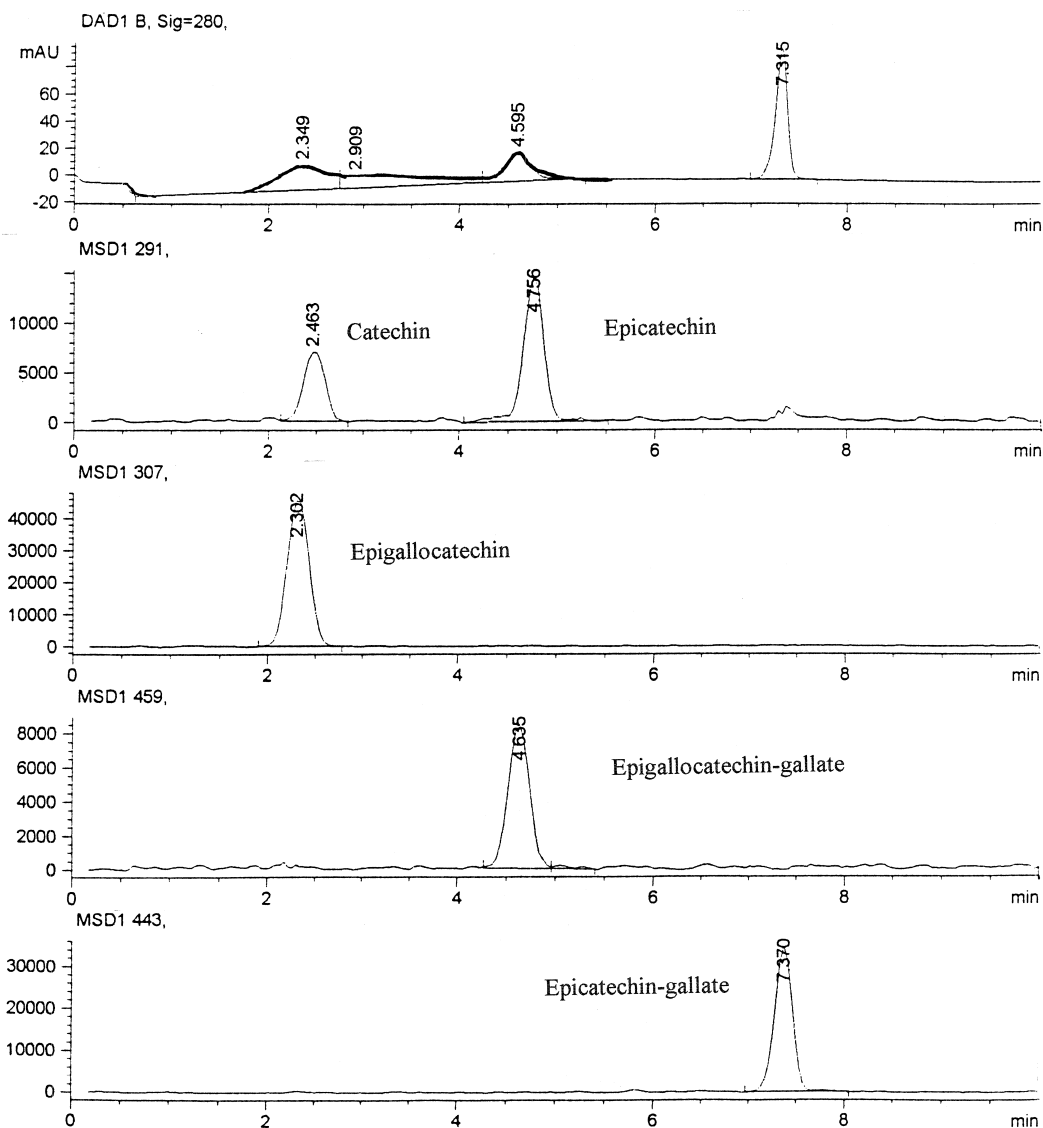 DAD1 B, Sig=280,
mAU
60
40
20
0
-20
2.349
2.909
4.595
7.315
0 2 4 6 8 min
MSD1 291,
10000
5000
0
2.463
Catechin
4.756
Epicatechin
0 2 4 6 8 min
MSD1 307,
40000
30000
20000
10000
0
2.302
Epigallocatechin
0 2 4 6 8 min
MSD1 459,
8000
6000
4000
2000
0
4.635
Epigallocatechin-gallate
0 2 4 6 8 min
MSD1 443,
30000
20000
10000
0
Epicatechin-gallate
7.370
0 2 4 6 8 min